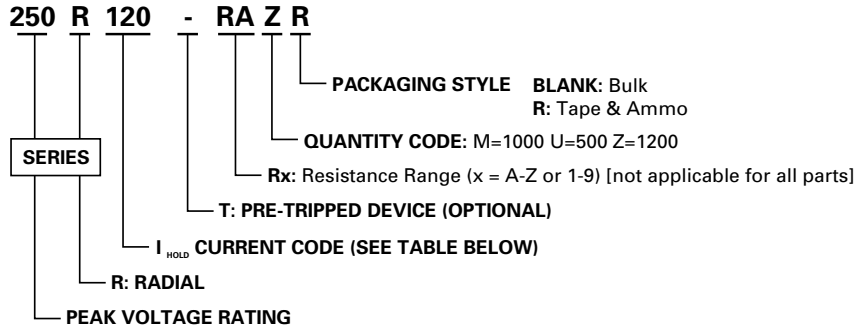 250 R 120 - RA Z R
PACKAGING STYLE BLANK: Bulk
R: Tape & Ammo
QUANTITY CODE: M=1000 U=500 Z=1200
SERIES
Rx: Resistance Range (x = A-Z or 1-9) [not applicable for all parts]
T: PRE-TRIPPED DEVICE (OPTIONAL)
I HOLD CURRENT CODE (SEE TABLE BELOW)
R: RADIAL
PEAK VOLTAGE RATING